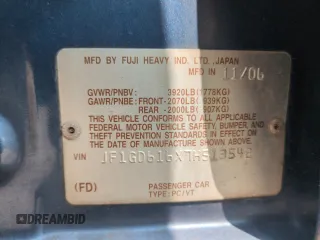 MFD BY FUJI HEAVY IND. LTD., JAPAN
MFD IN 11/06
GVWR/PNBV: 3920LB(1778KG)
GAWR/PNBE: FRONT-2070LB(939KG)
REAR -2000LB(907KG)
THIS VEHICLE CONFORMS TO ALL APPLICABLE
FEDERAL MOTOR VEHICLE SAFETY, BUMPER, AND
THEFT PREVENTION STANDARDS IN EFFECT ON
THE DATE OF MANUFACTURE SHOWN ABOVE.
VIN
PASSENGER CAR
(FD) TYPE: PC/VT
AUTOBIDMASTER
DREAMBID